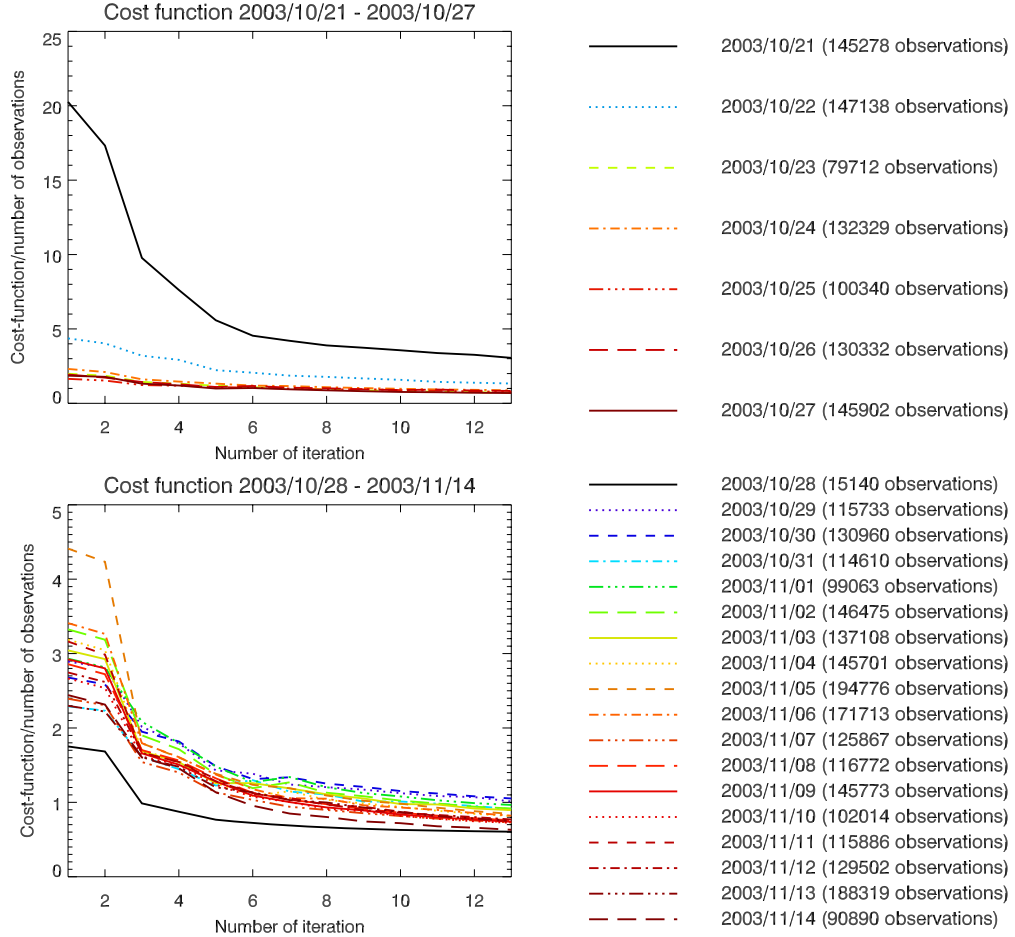 Cost function 2003/10/21 - 2003/10/27
25
20
15
10
5
0
2 4 6 8 10 12
Number of iteration
Cost-function/number of observations
2003/10/21 (145278 observations)
2003/10/22 (147138 observations)
2003/10/23 (79712 observations)
2003/10/24 (132329 observations)
2003/10/25 (100340 observations)
2003/10/26 (130332 observations)
2003/10/27 (145902 observations)
Cost function 2003/10/28 - 2003/11/14
5
4
3
2
1
0
2 4 6 8 10 12
Number of iteration
Cost-function/number of observations
2003/10/28 (15140 observations)
2003/10/29 (115733 observations)
2003/10/30 (130960 observations)
2003/10/31 (114610 observations)
2003/11/01 (99063 observations)
2003/11/02 (146475 observations)
2003/11/03 (137108 observations)
2003/11/04 (145701 observations)
2003/11/05 (194776 observations)
2003/11/06 (171713 observations)
2003/11/07 (125867 observations)
2003/11/08 (116772 observations)
2003/11/09 (145773 observations)
2003/11/10 (102014 observations)
2003/11/11 (115886 observations)
2003/11/12 (129502 observations)
2003/11/13 (188319 observations)
2003/11/14 (90890 observations)